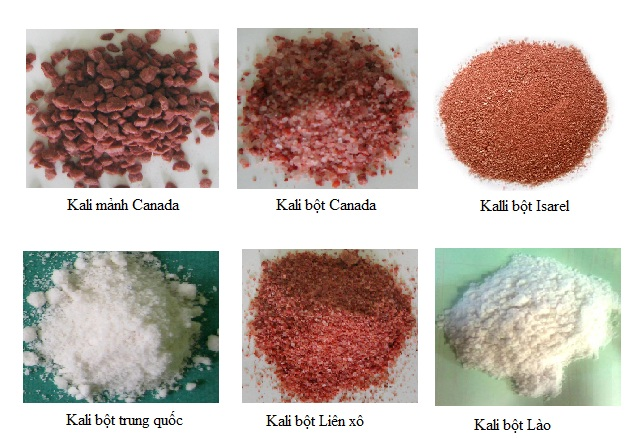 Kali mảnh Canada
Kali bột Canada
Kalli bột Isarel
Kali bột trung quốc
Kali bột Liên xô
Kali bột Lào